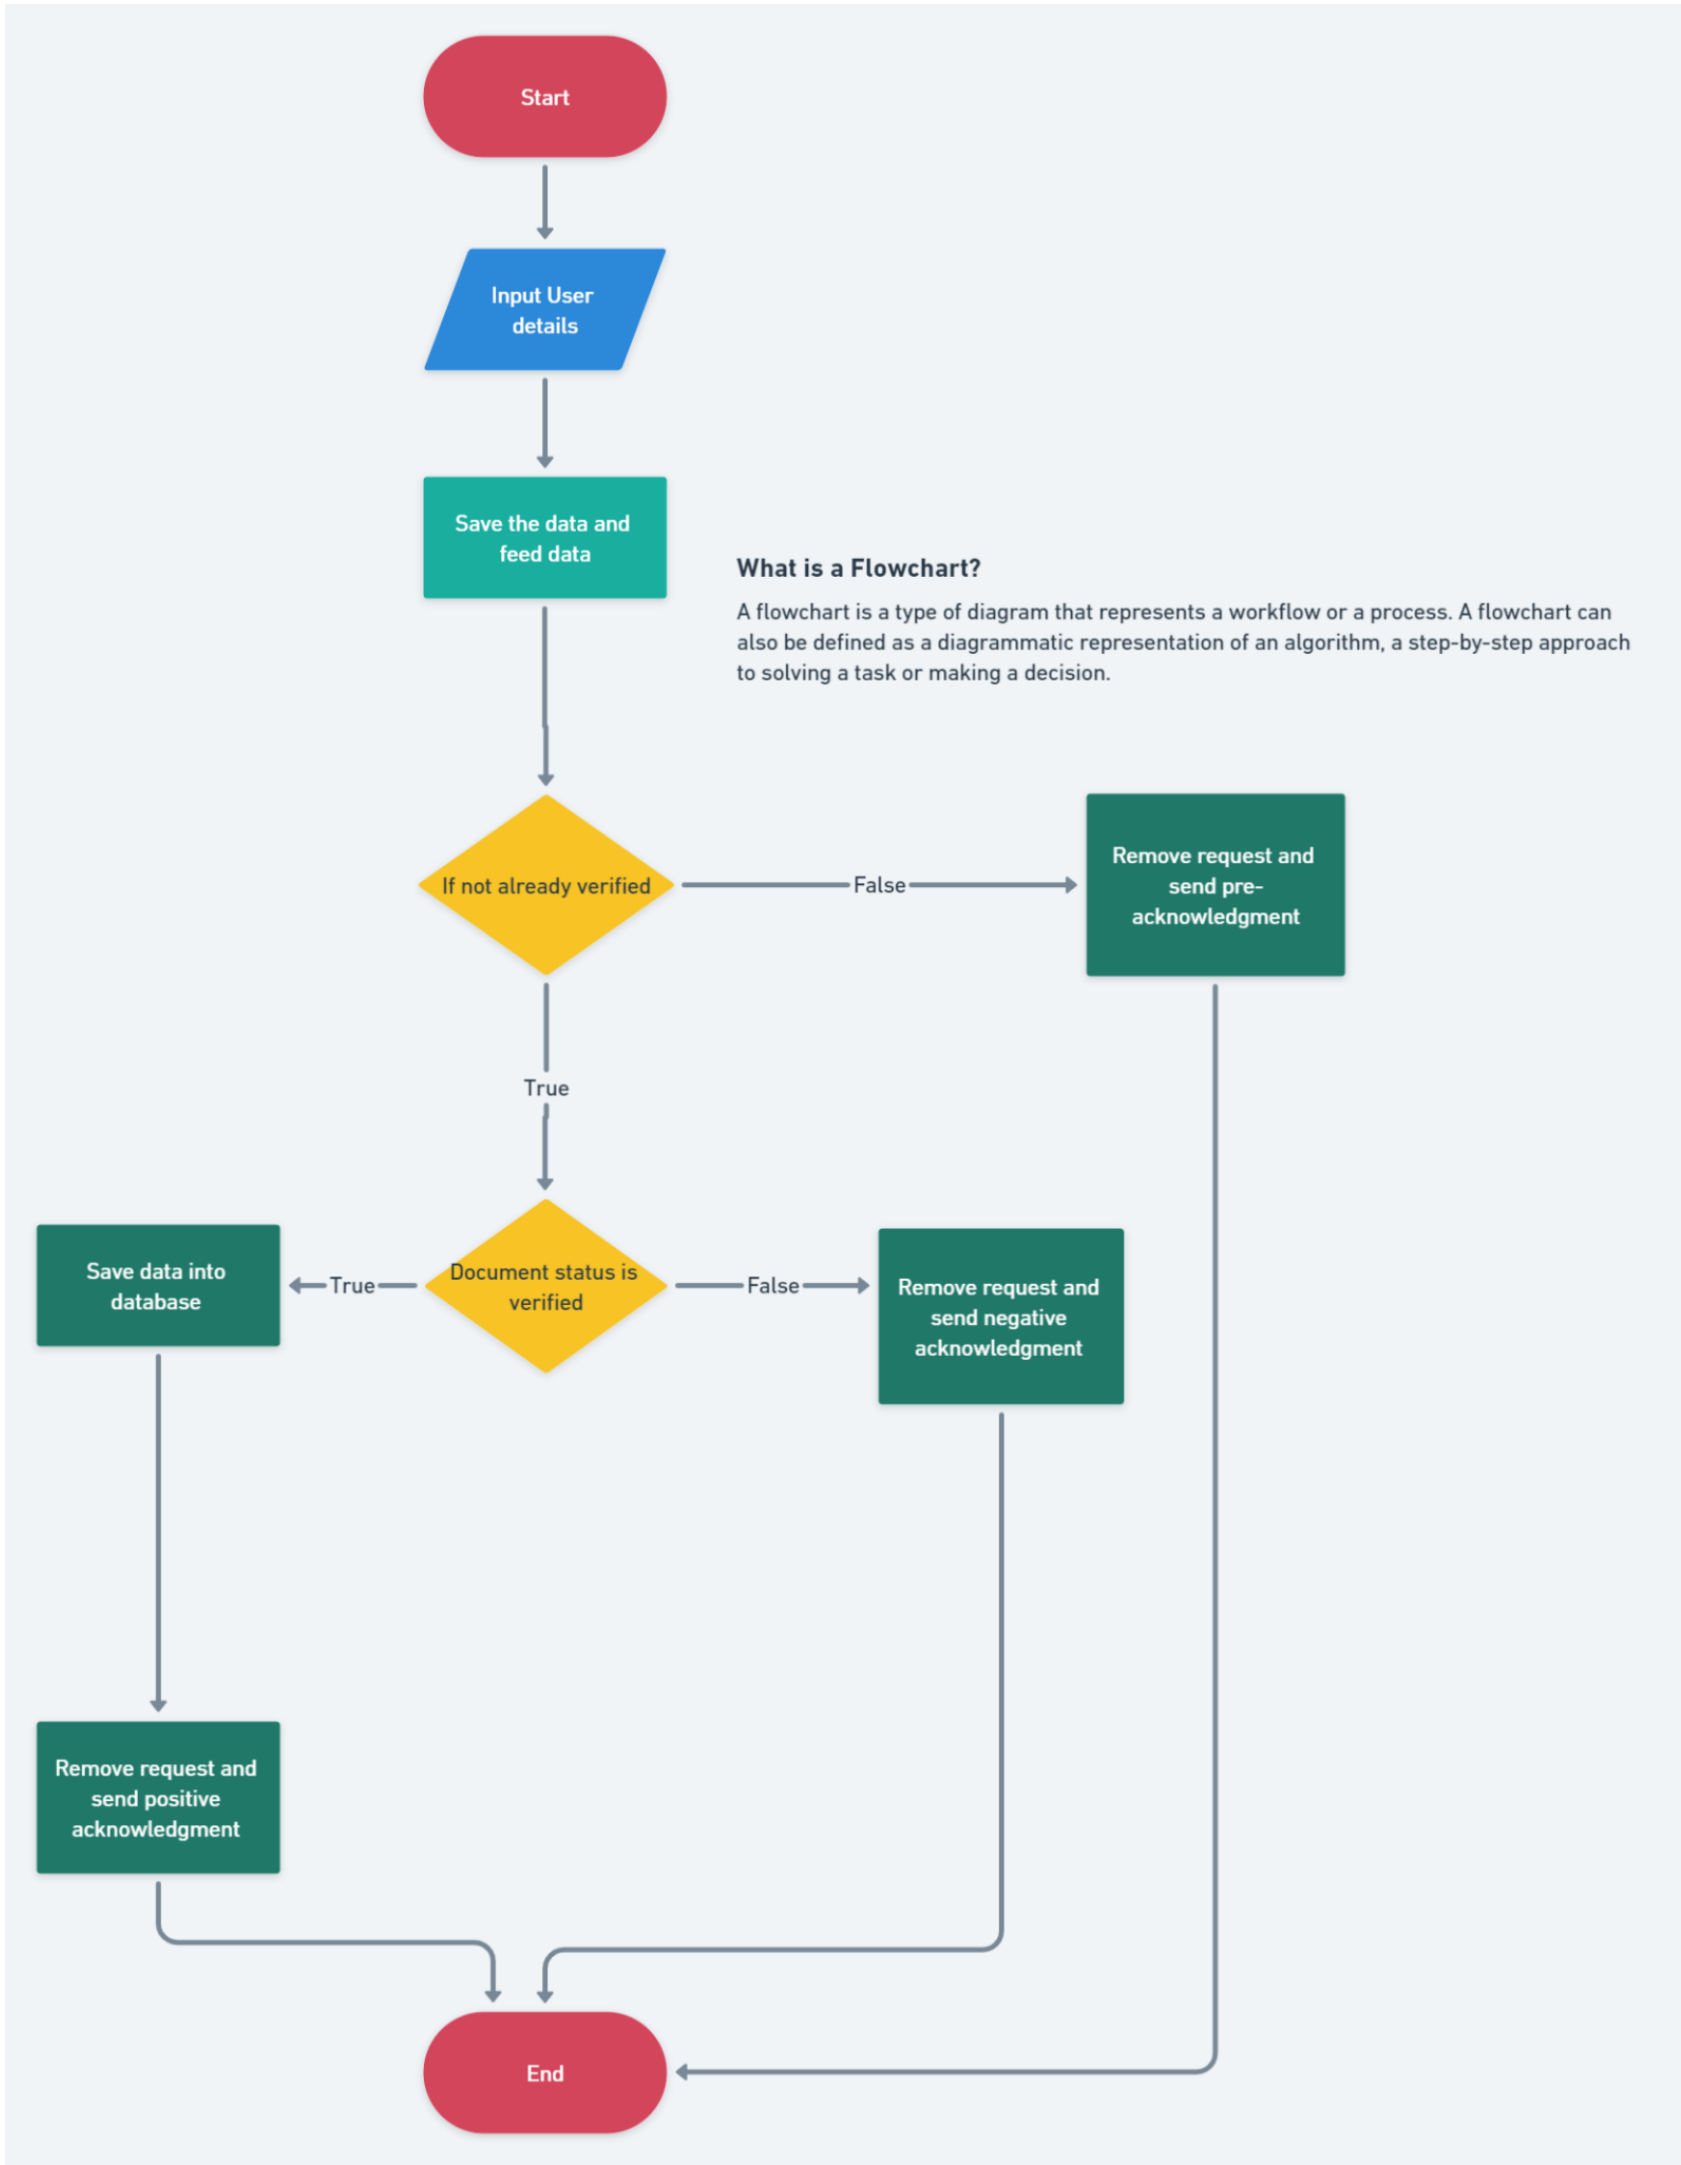 Start
Input User
details
Save the data and
feed data
What is a Flowchart?
A flowchart is a type of diagram that represents a workflow or a process. A flowchart can
also be defined as a diagrammatic representation of an algorithm, a step-by-step approach
to solving a task or making a decision.
If not already verified
False
Remove request and
send pre-
acknowledgment
True
Save data into
database
True
Document status is
verified
False
Remove request and
send negative
acknowledgment
Remove request and
send positive
acknowledgment
End